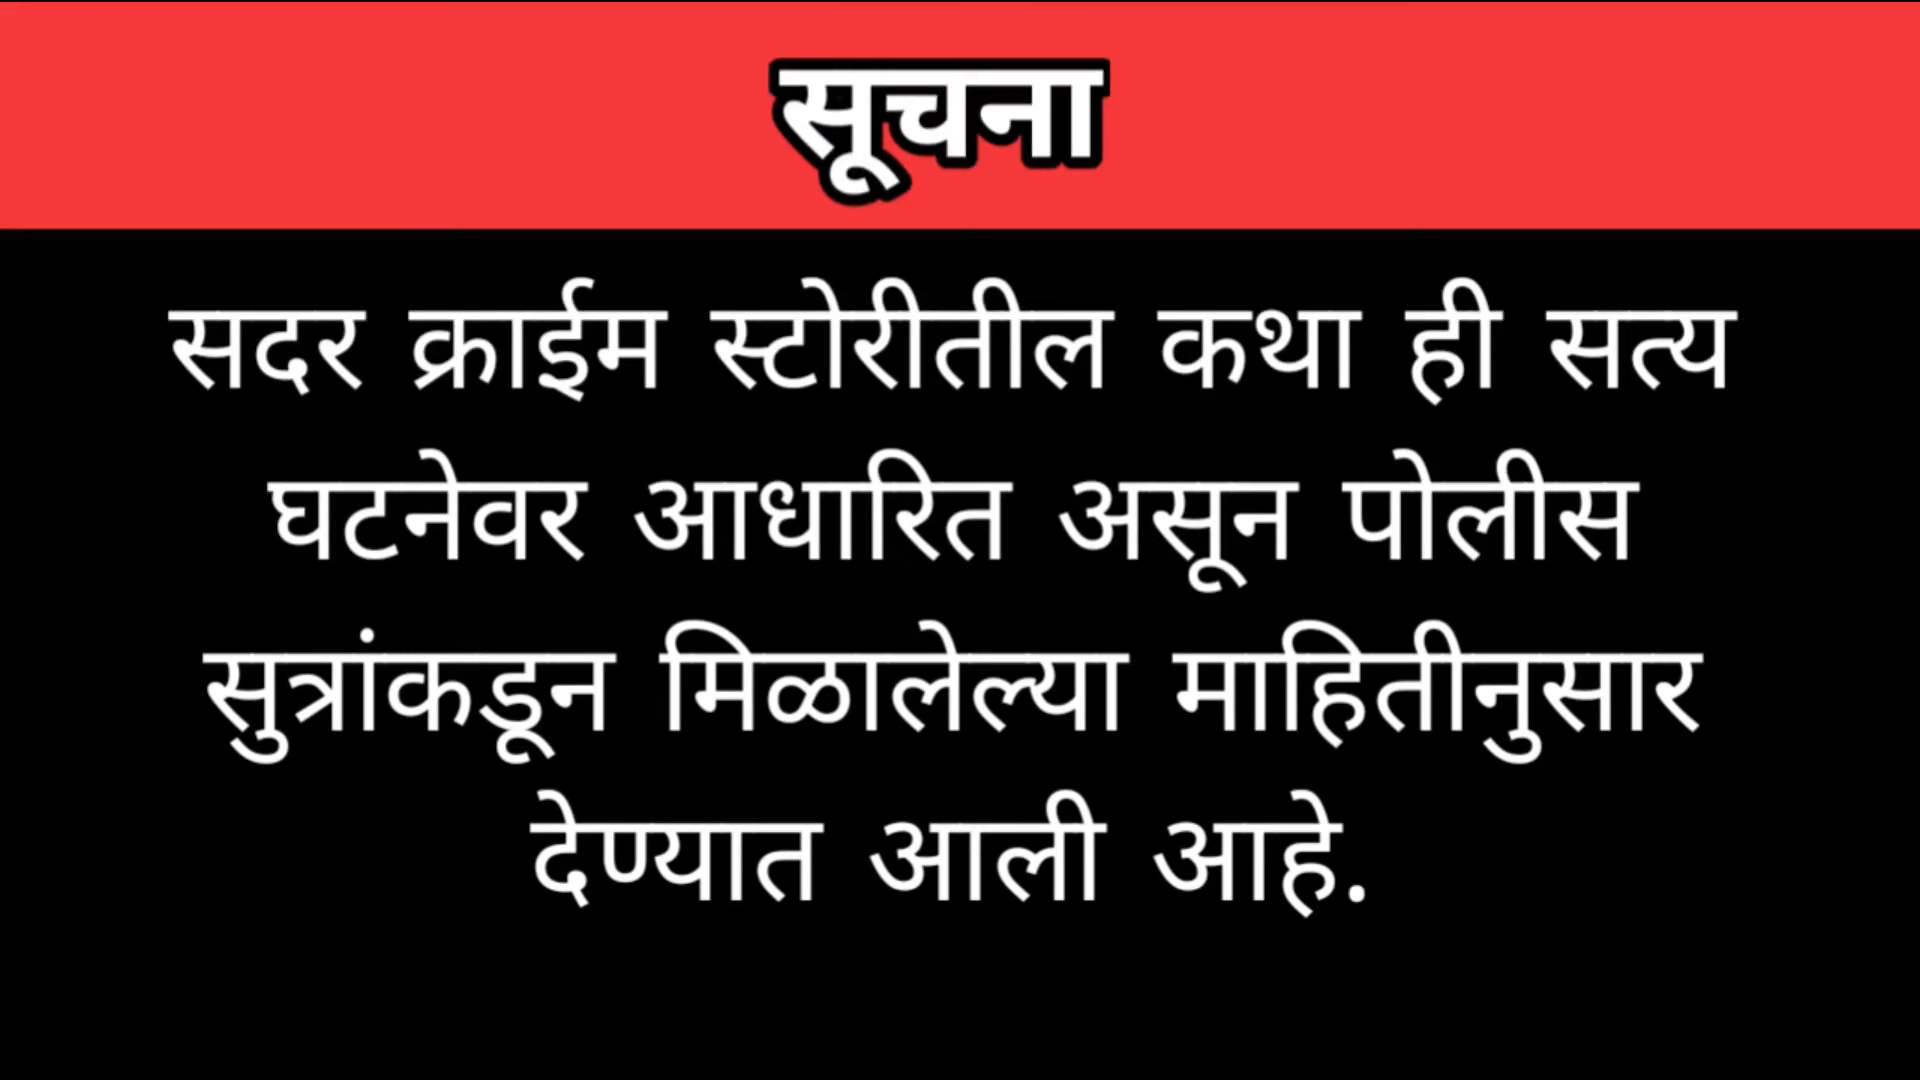 सूचना
सदर क्राईम स्टोरीतील कथा ही सत्य
घटनेवर आधारित असून पोलीस
सुत्रांकडून मिळालेल्या माहितीनुसार
देण्यात आली आहे.